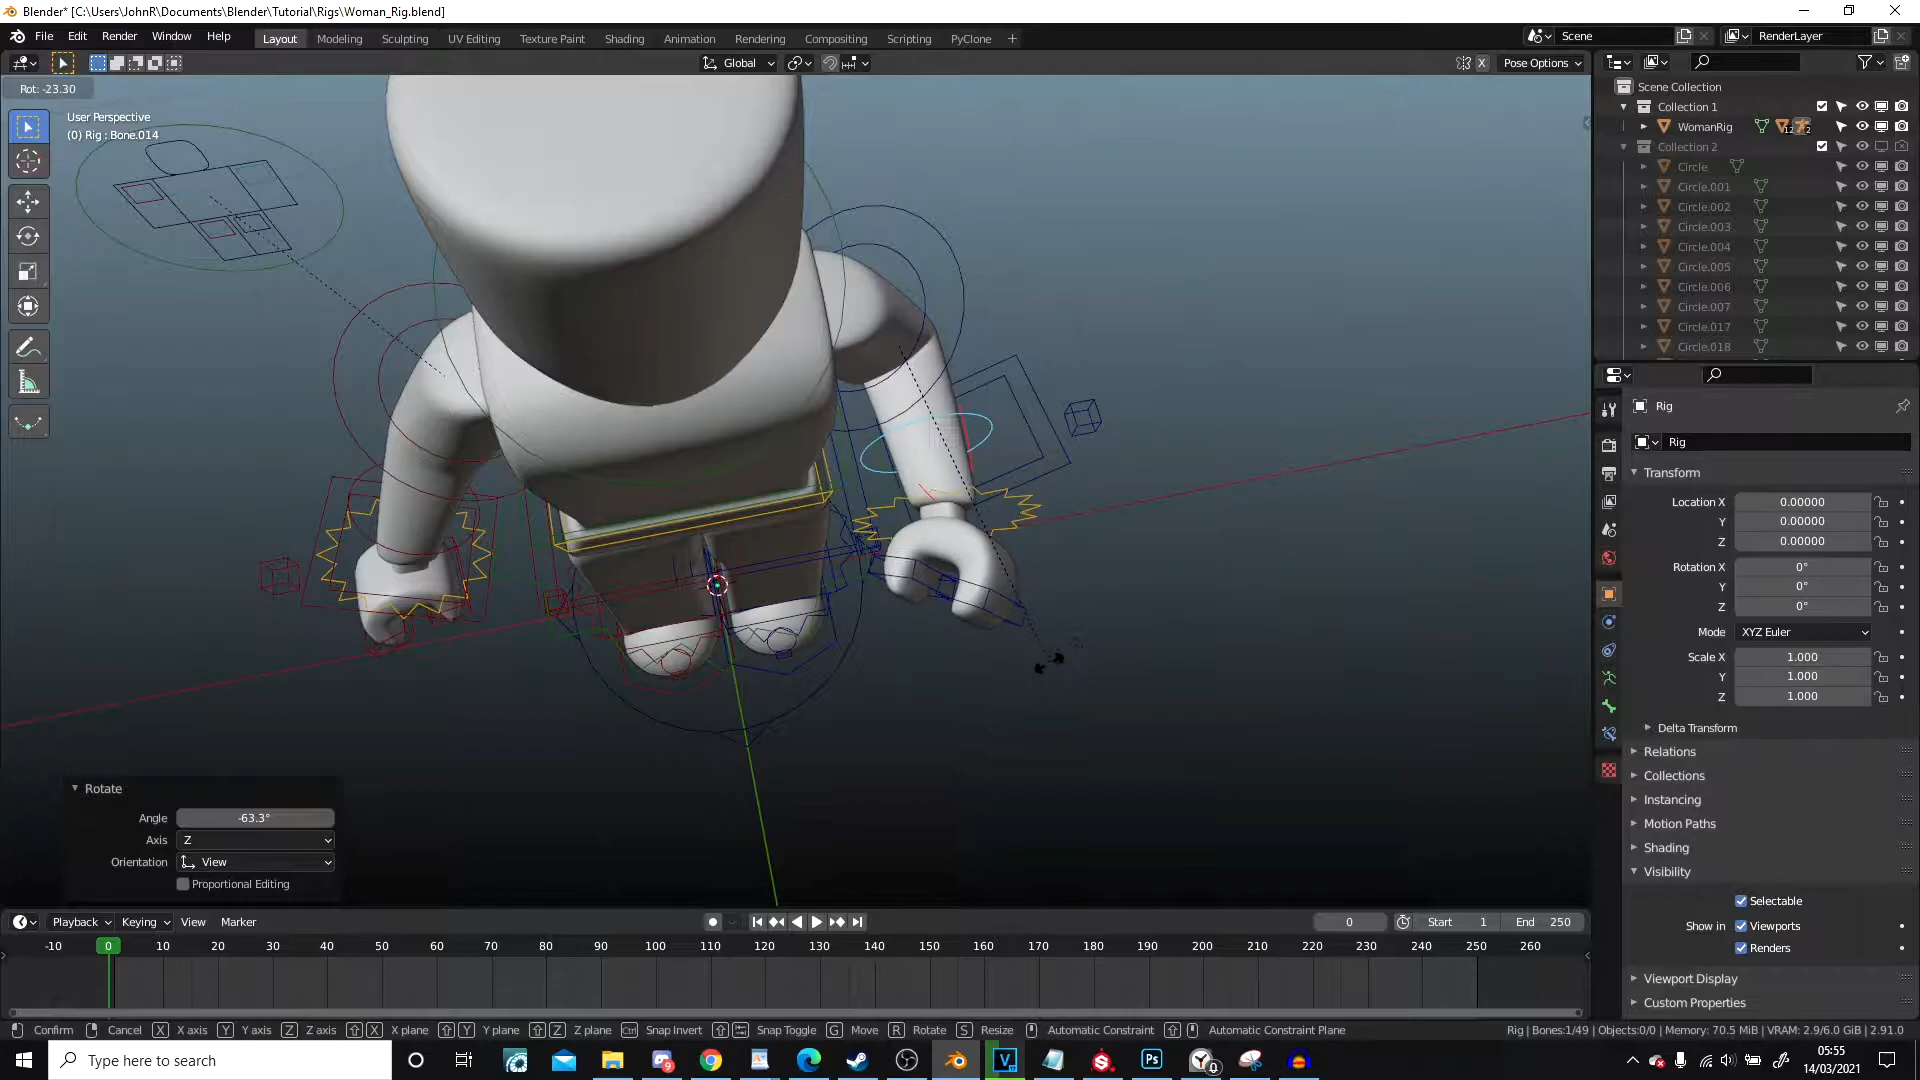 Blender* [C:\Users\JohnR\Documents\Blender\Tutorial\Rigs\Woman_Rig.blend]
File Edit Render Window Help Layout Modeling Sculpting UV Editing Texture Paint Shading Animation Rendering Compositing Scripting PyClone + Scene RenderLayer
Global X Pose Options
Rot: -23.30
User Perspective
(0) Rig : Bone.014
Scene Collection
Collection 1
WomanRig 12 2
Collection 2
Circle
Circle.001
Circle.002
Circle.003
Circle.004
Circle.005
Circle.006
Circle.007
Circle.017
Circle.018
Rig
Rig
Transform
Location X 0.00000
Y 0.00000
Z 0.00000
Rotation X 0°
Y 0°
Z 0°
Mode XYZ Euler
Scale X 1.000
Y 1.000
Z 1.000
Delta Transform
Relations
Collections
Instancing
Motion Paths
Shading
Visibility
Selectable
Show in Viewports
Renders
Viewport Display
Custom Properties
Rotate
Angle -63.3°
Axis Z
Orientation View
Proportional Editing
Playback Keying View Marker 0 Start 1 End 250
-10 0 10 20 30 40 50 60 70 80 90 100 110 120 130 140 150 160 170 180 190 200 210 220 230 240 250 260
Confirm Cancel X X axis Y Y axis Z Z axis X X plane Y Y plane Z Z plane Ctrl Snap Invert Snap Toggle G Move R Rotate S Resize Automatic Constraint Automatic Constraint Plane Rig | Bones:1/49 | Objects:0/0 | Memory: 70.5 MiB | VRAM: 2.9/6.0 GiB | 2.91.0
Type here to search
9 V Ps 0
05:55
14/03/2021